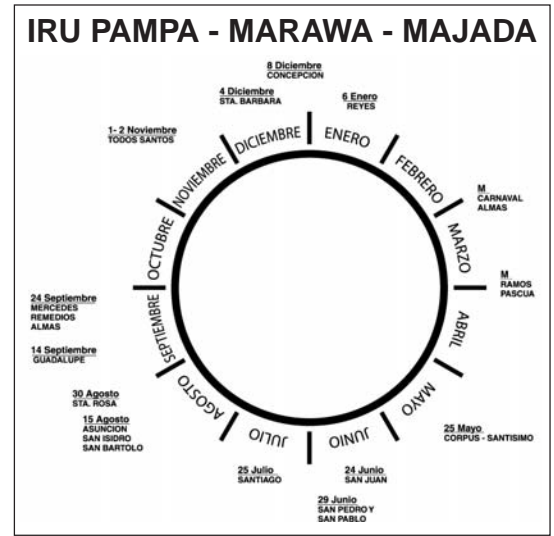 IRU PAMPA - MARAWA - MAJADA
8 Diciembre
CONCEPCION
4 Diciembre
STA. BARBARA
6 Enero
REYES
1- 2 Noviembre
TODOS SANTOS
DICIEMBRE
ENERO
NOVIEMBRE
FEBRERO
M
CARNAVAL
ALMAS
OCTUBRE
MARZO
M
RAMOS
PASCUA
24 Septiembre
MERCEDES
REMEDIOS
ALMAS
SEPTIEMBRE
ABRIL
14 Septiembre
GUADALUPE
AGOSTO
MAYO
30 Agosto
STA. ROSA
15 Agosto
ASUNCION
SAN ISIDRO
SAN BARTOLO
JULIO
JUNIO
25 Mayo
CORPUS - SANTISIMO
25 Julio
SANTIAGO
24 Junio
SAN JUAN
29 Junio
SAN PEDRO Y
SAN PABLO